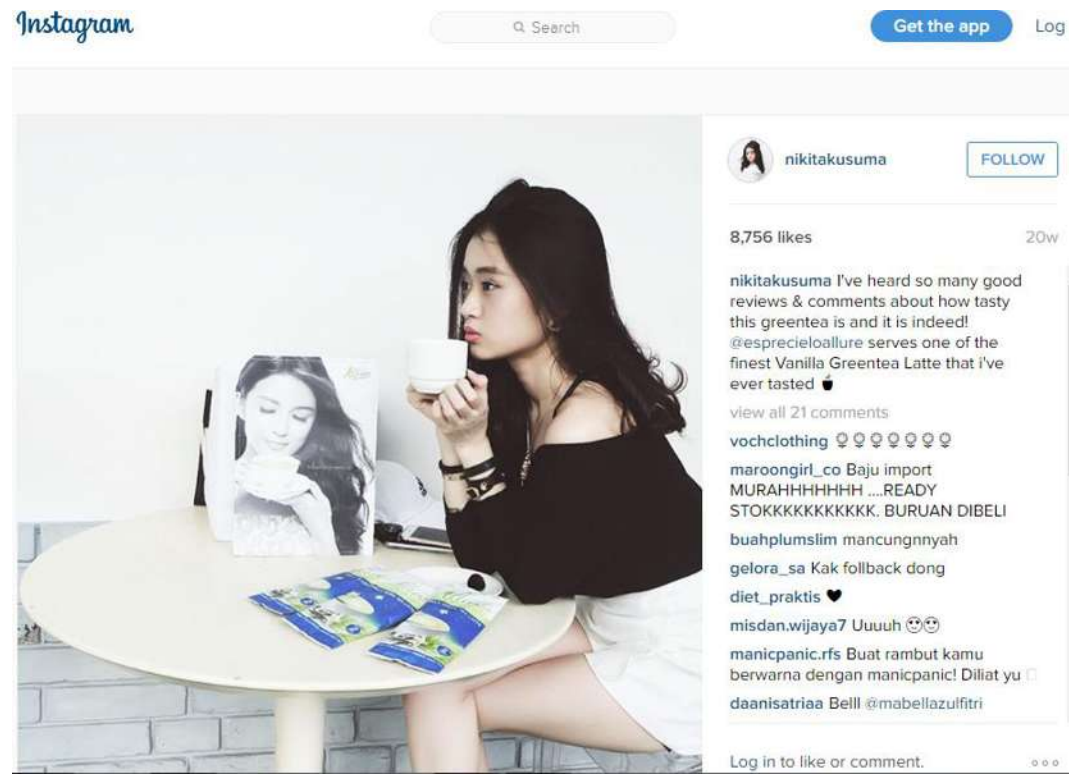 Instagram
Search
Get the app
Log
nikitakusuma
FOLLOW
8,756 likes
20w
nikitakusuma I've heard so many good
reviews & comments about how tasty
this greentea is and it is indeed!
@esprecieloallure serves one of the
finest Vanilla Greentea Latte that i've
ever tasted
view all 21 comments
vochclothing ♀♀♀♀♀♀♀
maroongirl_co Baju import
MURAHHHHHHH ....READY
STOKKKKKKKKKKK. BURUAN DIBELI
buahplumslim mancungnnyah
gelora_sa Kak follback dong
diet_praktis ♥
misdan.wijaya7 Uuuuh ☺☺
manicpanic.rfs Buat rambut kamu
berwarna dengan manicpanic! Diliat yu
daanisatriaa Belll @mabellazulfitri
Log in to like or comment.